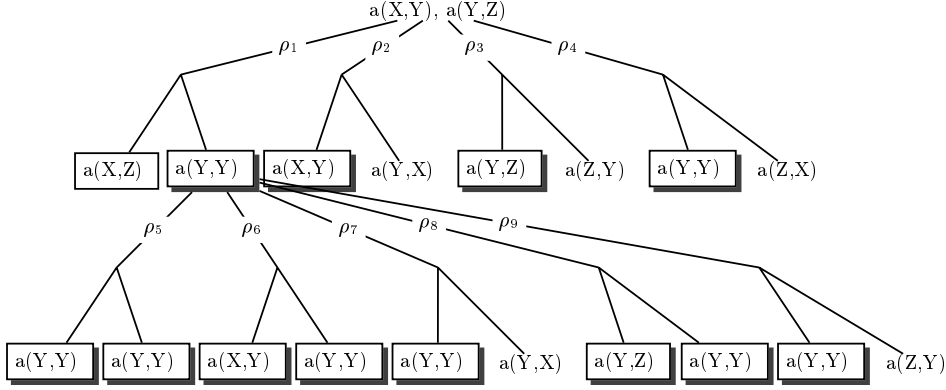 a(X,Y), a(Y,Z)
ρ1 ρ2 ρ3 ρ4
a(X,Z) a(Y,Y) a(X,Y) a(Y,X) a(Y,Z) a(Z,Y) a(Y,Y) a(Z,X)
ρ5 ρ6 ρ7 ρ8 ρ9
a(Y,Y) a(Y,Y) a(X,Y) a(Y,Y) a(Y,Y) a(Y,X) a(Y,Z) a(Y,Y) a(Y,Y) a(Z,Y)